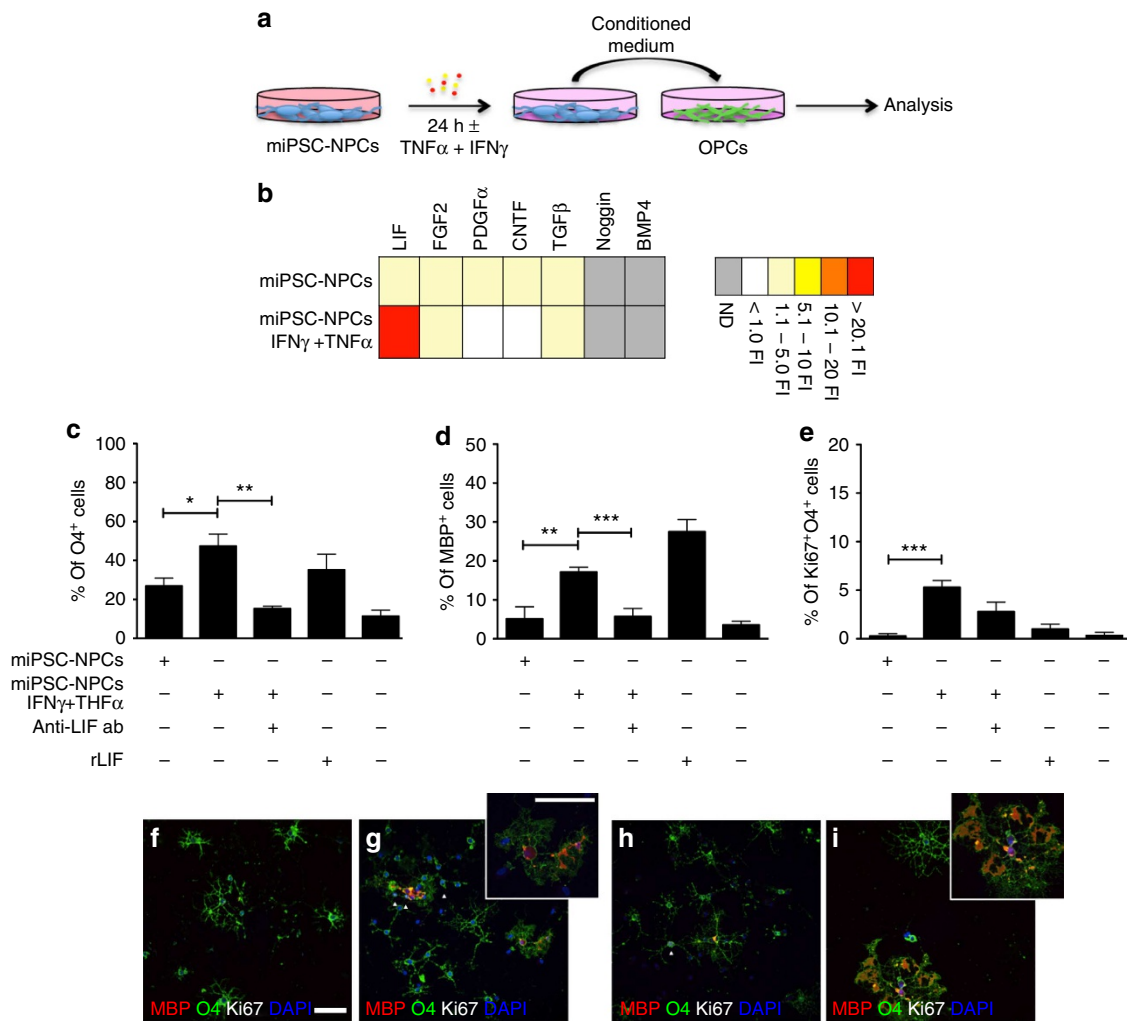 a
Conditioned
medium
24 h ±
TNFα + IFNγ
miPSC-NPCs
OPCs
Analysis
b
LIF
FGF2
PDGFα
CNTF
TGFβ
Noggin
BMP4
miPSC-NPCs
miPSC-NPCs
IFNγ +TNFα
ND
< 1.0 FI
1.1 – 5.0 FI
5.1 – 10 FI
10.1 – 20 FI
> 20.1 FI
c
% Of O4+ cells
100
80
60
40
20
0
*
**
d
% Of MBP+ cells
50
40
30
20
10
0
**
***
e
% Of Ki67+O4+ cells
20
15
10
5
0
***
miPSC-NPCs + – – – – + – – – – + – – – –
miPSC-NPCs
IFNγ+THFα – + + – – – + + – – – + + – –
Anti-LIF ab – – + – – – – + – – – – + – –
rLIF – – – + – – – – + – – – – + –
f
MBP O4 Ki67 DAPI
g
MBP O4 Ki67 DAPI
h
MBP O4 Ki67 DAPI
i
MBP O4 Ki67 DAPI